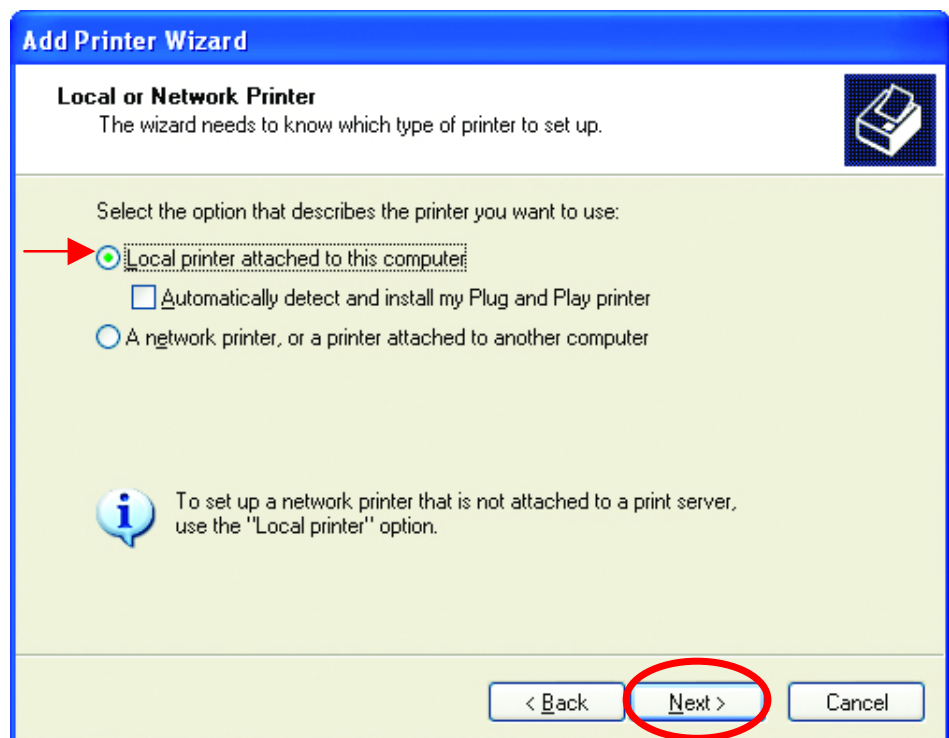 Add Printer Wizard
Local or Network Printer
The wizard needs to know which type of printer to set up.
Select the option that describes the printer you want to use:
Local printer attached to this computer
Automatically detect and install my Plug and Play printer
A network printer, or a printer attached to another computer
To set up a network printer that is not attached to a print server,
use the "Local printer" option.
< Back
Next >
Cancel